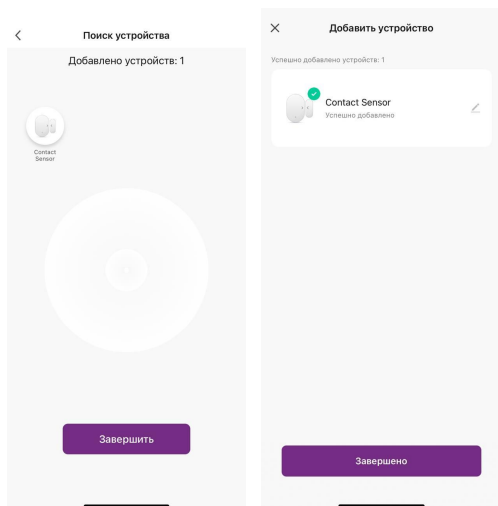 Поиск устройства
Добавлено устройств: 1
Contact
Sensor
Завершить
Добавить устройство
Успешно добавлено устройств: 1
Contact Sensor
Успешно добавлено
Завершено